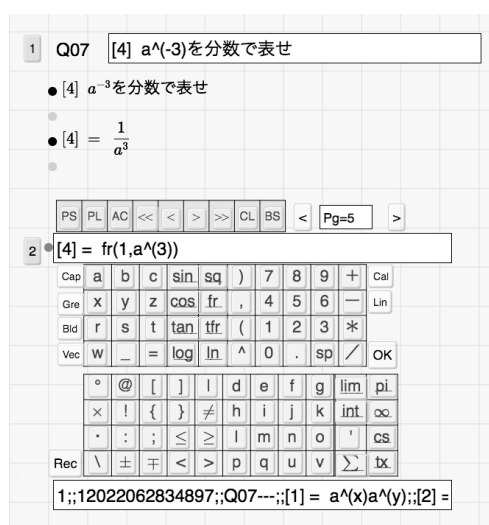 1 Q07 [4] a^(-3)を分数で表せ
[4] a⁻³を分数で表せ
[4] = 1/a³
PS PL AC << < > >> CL BS < Pg=5 >
2 [4] = fr(1,a^(3))
Cap a b c sin sq ) 7 8 9 + Cal
Gre x y z cos fr , 4 5 6 − Lin
Bld r s t tan tfr ( 1 2 3 * 
Vec w _ = log ln ^ 0 . sp / OK
° @ [ ] | d e f g lim pi
× ! { } ≠ h i j k int ∞
· : ; ≤ ≥ l m n o ' cs
Rec \ ± ∓ < > p q u v ∑ tx
1;;12022062834897;;Q07---;;[1] = a^(x)a^(y);;[2] =